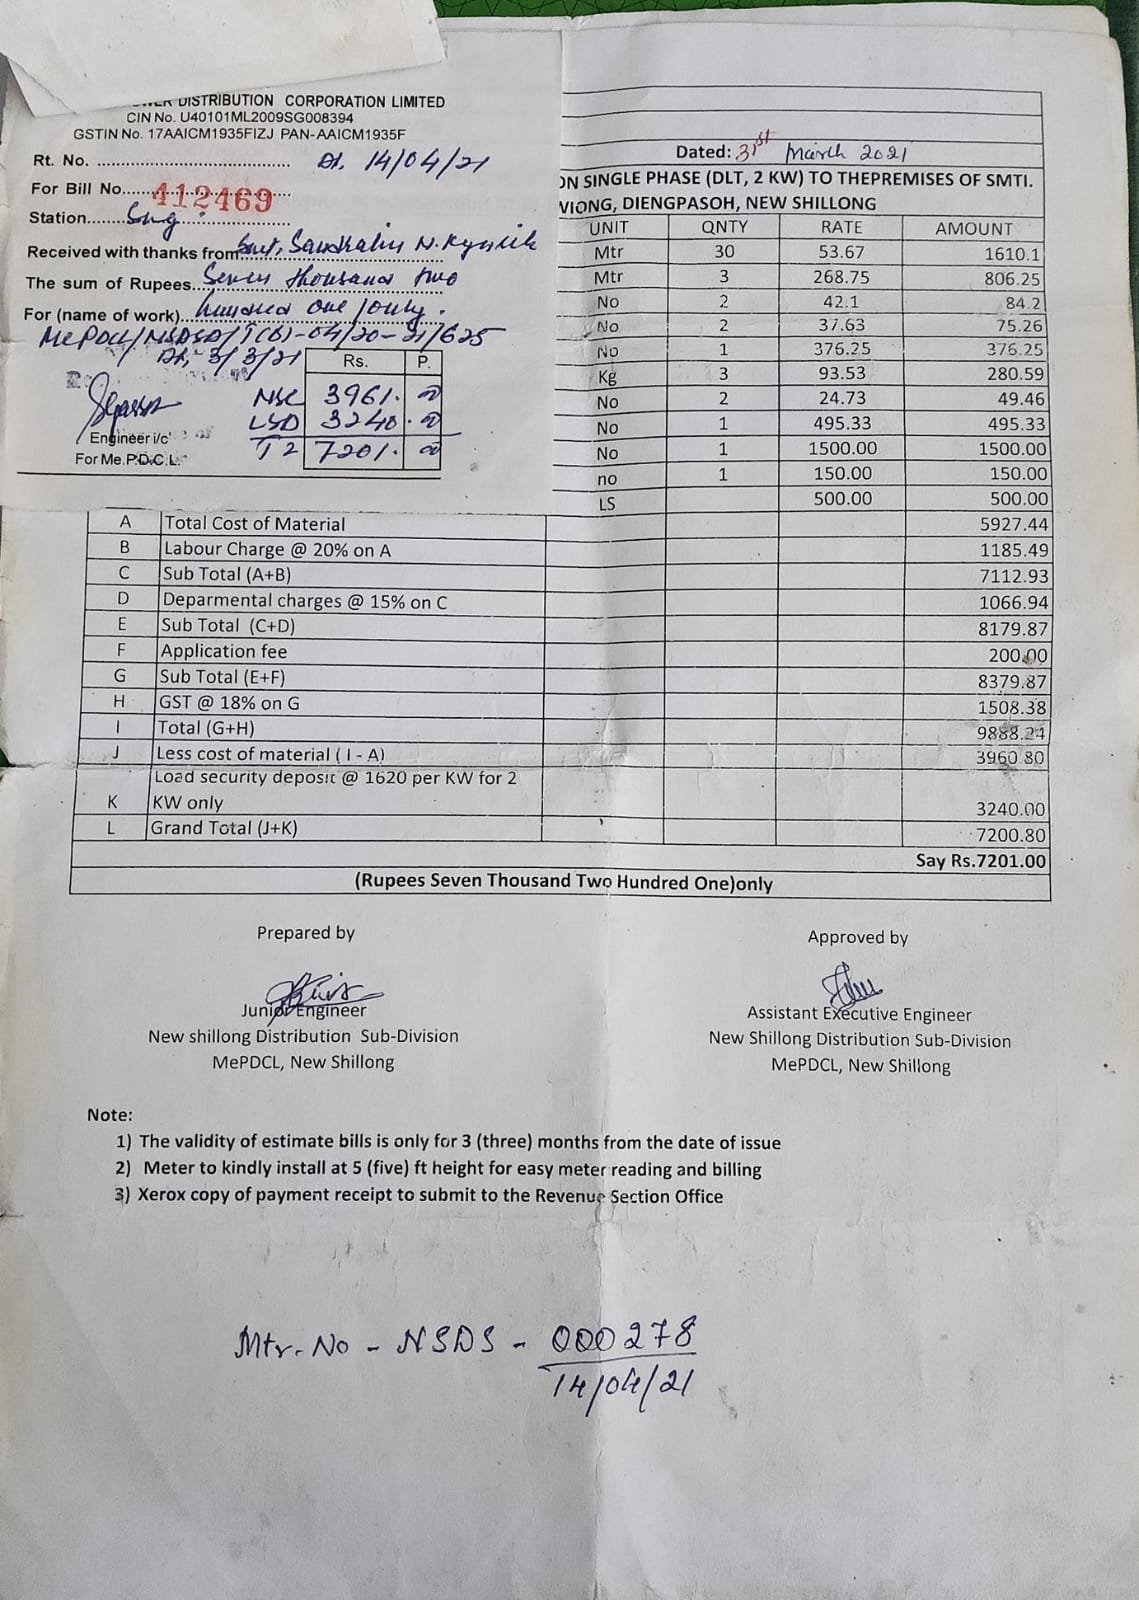 DISTRIBUTION CORPORATION LIMITED
CIN No. U40101ML2009SG008394
GSTIN No. 17AAICM1935FIZJ PAN-AAICM1935F
Rt. No. ........ Dt. 14/04/21
For Bill No. 412469
Station......
Received with thanks from Smt,
The sum of Rupees.. Seven thousand two
For (name of work).. hundred one /only.
MePDCL/NSDSD/T(B)-04/20-21/625
Dt, 3/3/21
Rs. P.
NSC 3961. 00
LSD 3240. 00
7201. 00
Engineer i/c
For Me.P.D.C.L.
Dated: 31st March 2021
ON SINGLE PHASE (DLT, 2 KW) TO THEPREMISES OF SMTI.
DIENGPASOH, NEW SHILLONG
UNIT QNTY RATE AMOUNT
Mtr 30 53.67 1610.1
Mtr 3 268.75 806.25
No 2 42.1 84.2
No 2 37.63 75.26
No 1 376.25 376.25
Kg 3 93.53 280.59
No 2 24.73 49.46
No 1 495.33 495.33
No 1 1500.00 1500.00
no 1 150.00 150.00
LS 500.00 500.00
A Total Cost of Material 5927.44
B Labour Charge @ 20% on A 1185.49
C Sub Total (A+B) 7112.93
D Deparmental charges @ 15% on C 1066.94
E Sub Total (C+D) 8179.87
F Application fee 200.00
G Sub Total (E+F) 8379.87
H GST @ 18% on G 1508.38
I Total (G+H) 9888.24
J Less cost of material ( I - A) 3960.80
Load security deposit @ 1620 per KW for 2
K KW only 3240.00
L Grand Total (J+K) 7200.80
Say Rs.7201.00
(Rupees Seven Thousand Two Hundred One)only
Prepared by Approved by
Junior Engineer Assistant Executive Engineer
New shillong Distribution Sub-Division New Shillong Distribution Sub-Division
MePDCL, New Shillong MePDCL, New Shillong
Note:
1) The validity of estimate bills is only for 3 (three) months from the date of issue
2) Meter to kindly install at 5 (five) ft height for easy meter reading and billing
3) Xerox copy of payment receipt to submit to the Revenue Section Office
Mtr. No - NSDS - 000278
14/04/21